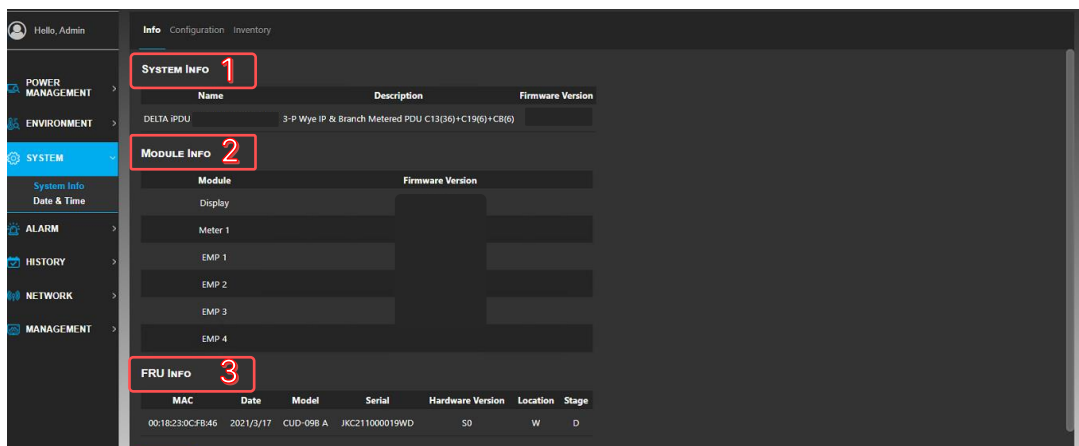 Hello, Admin
Info Configuration Inventory
POWER
MANAGEMENT
ENVIRONMENT
SYSTEM
System Info
Date & Time
ALARM
HISTORY
NETWORK
MANAGEMENT
SYSTEM INFO 1
Name Description Firmware Version
DELTA iPDU 3-P Wye IP & Branch Metered PDU C13(36)+C19(6)+CB(6)
MODULE INFO 2
Module Firmware Version
Display
Meter 1
EMP 1
EMP 2
EMP 3
EMP 4
FRU INFO 3
MAC Date Model Serial Hardware Version Location Stage
00:18:23:0C:FB:46 2021/3/17 CUD-09B A JKC211000019WD S0 W D